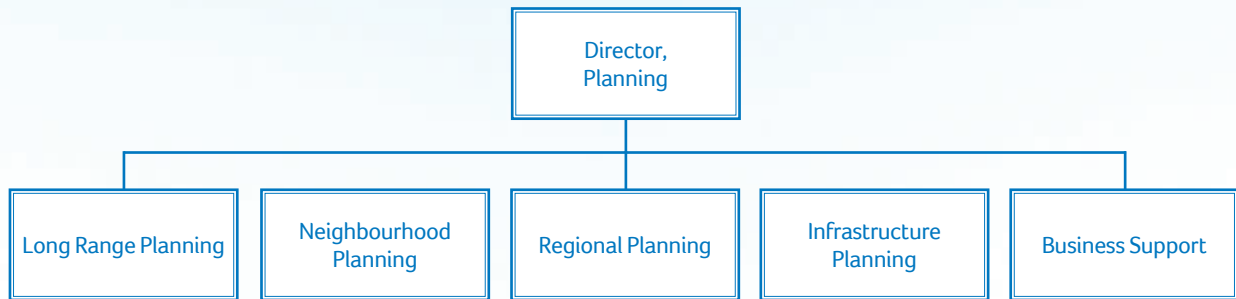 Director,
Planning
Long Range Planning
Neighbourhood
Planning
Regional Planning
Infrastructure
Planning
Business Support